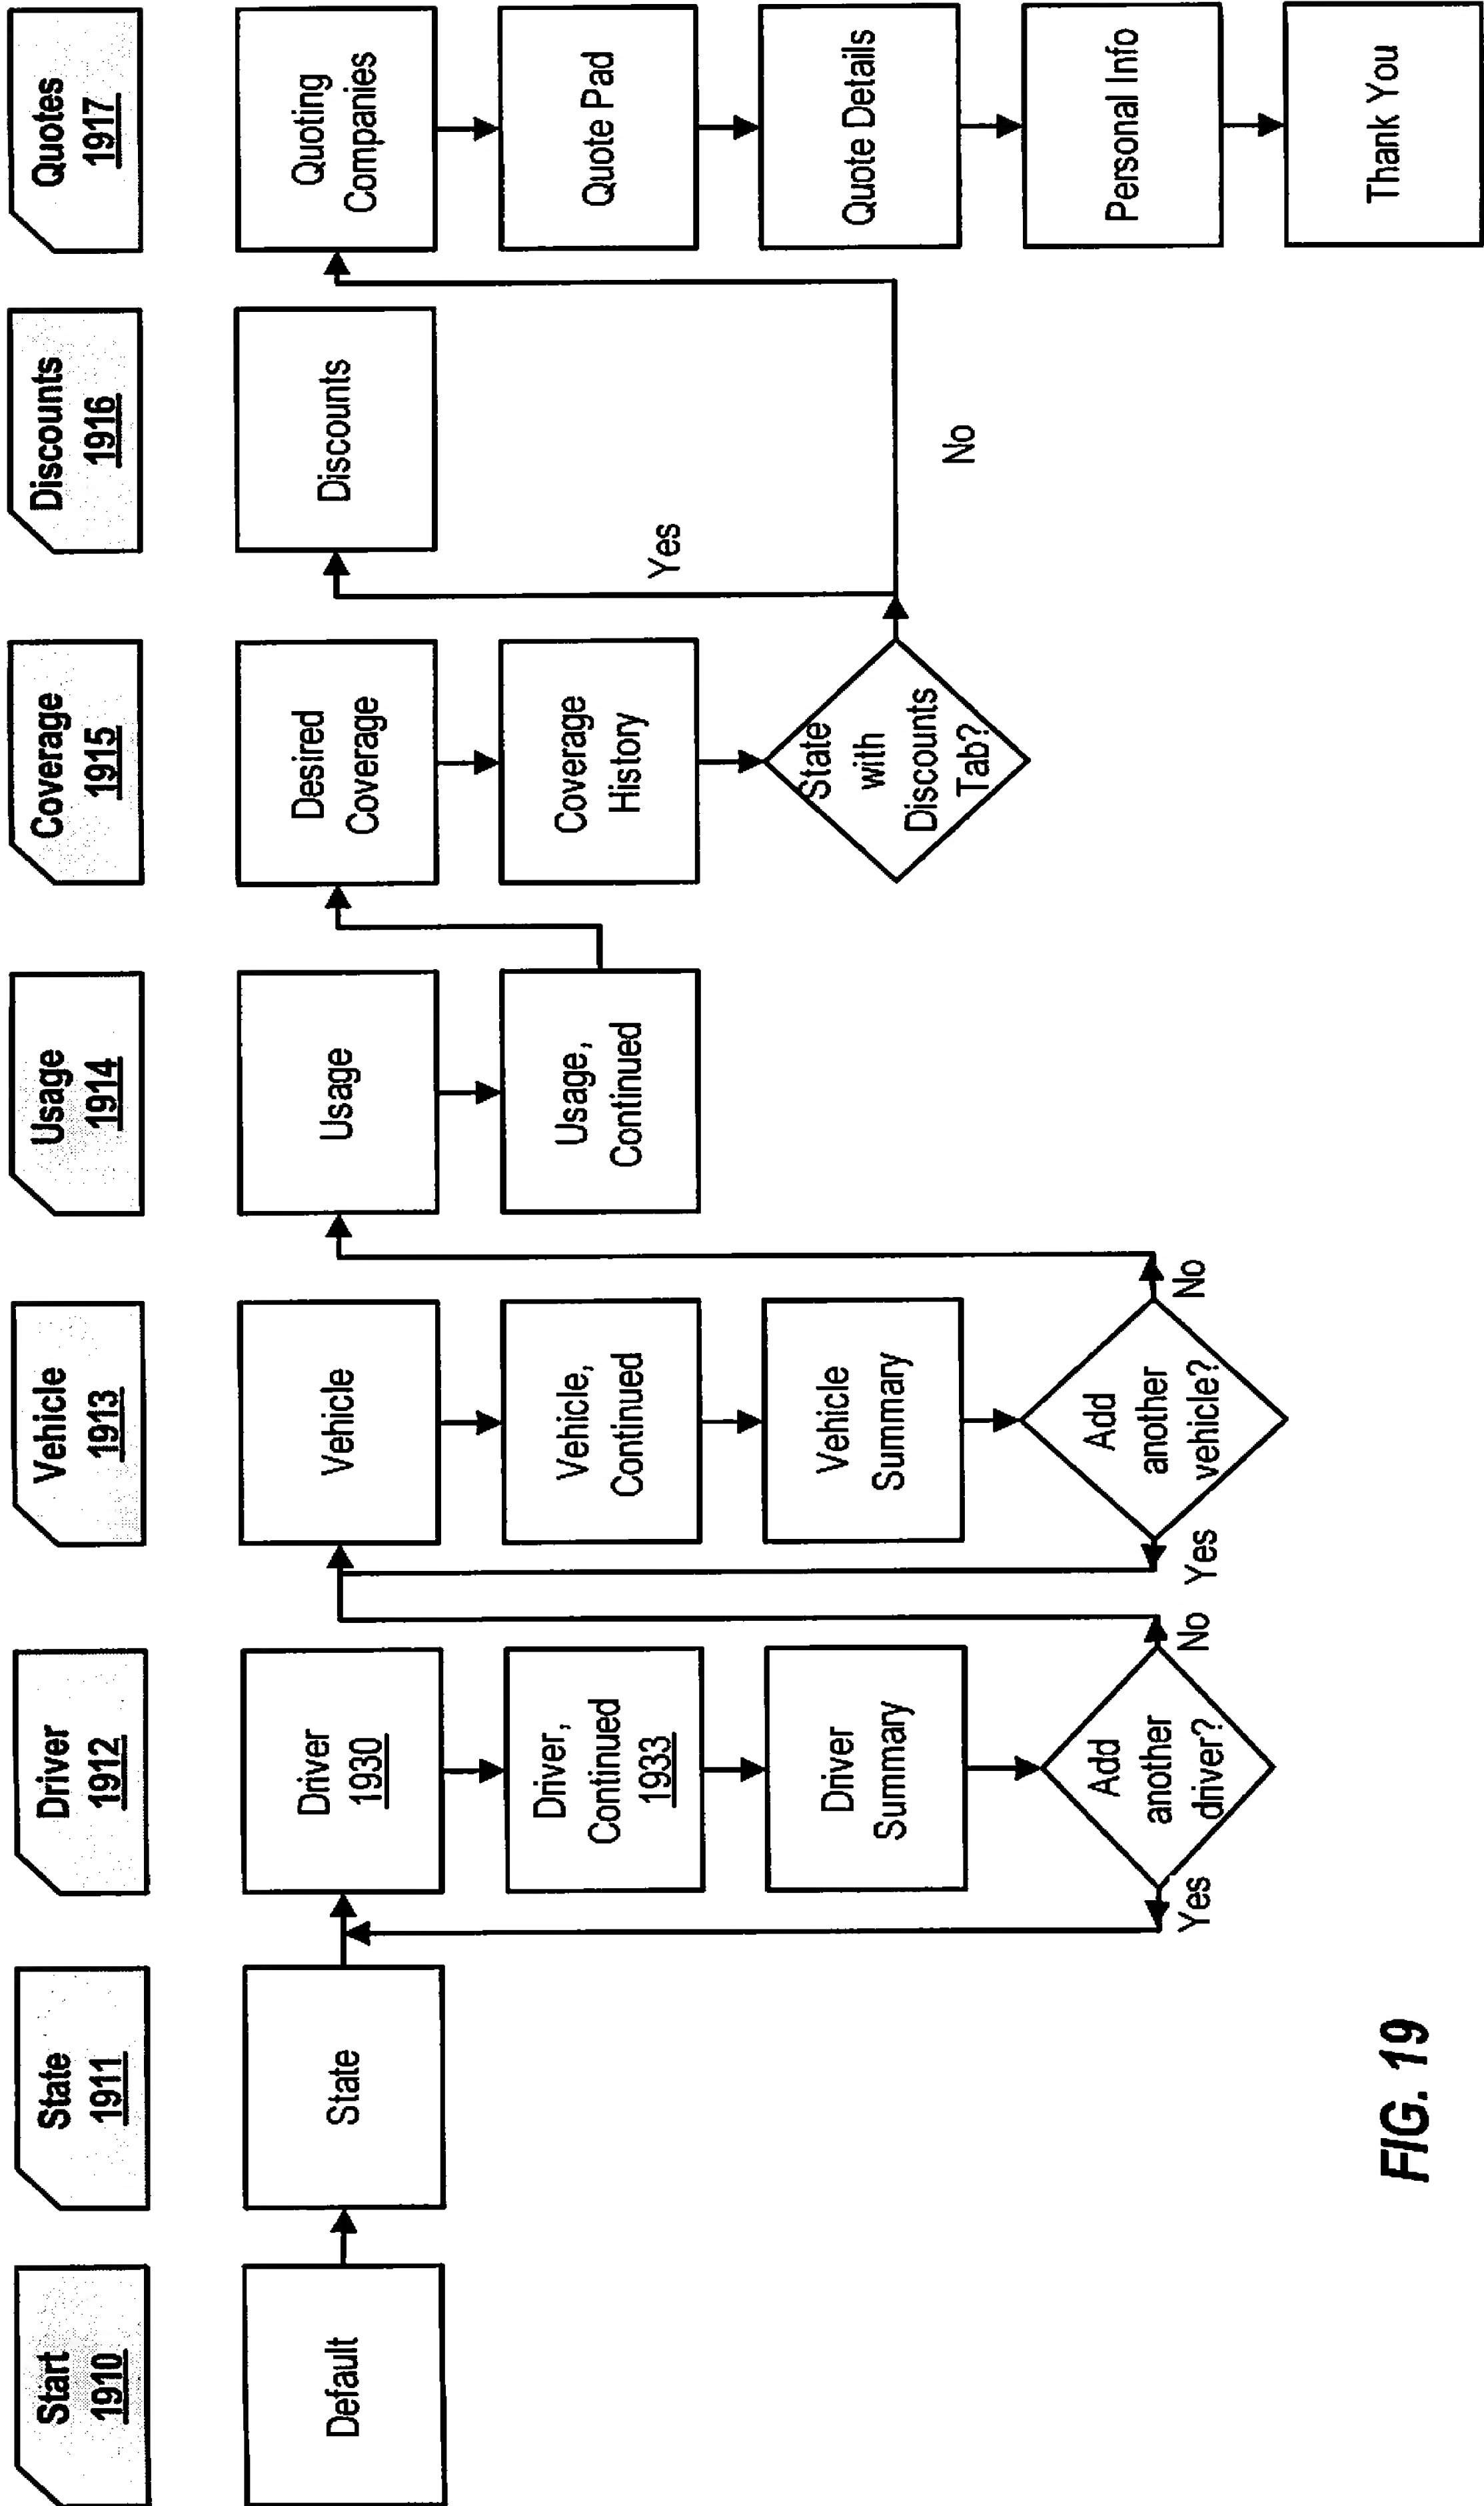 Start
1910
State
1911
Driver
1912
Vehicle
1913
Usage
1914
Coverage
1915
Discounts
1916
Quotes
1917
Default
State
Driver
1930
Driver,
Continued
1933
Driver
Summary
Add
another
driver?
Yes
No
Vehicle
Vehicle,
Continued
Vehicle
Summary
Add
another
vehicle?
Yes
No
Usage
Usage,
Continued
Desired
Coverage
Coverage
History
State
with
Discounts
Tab?
Yes
No
Discounts
Quoting
Companies
Quote Pad
Quote Details
Personal Info
Thank You
FIG. 19